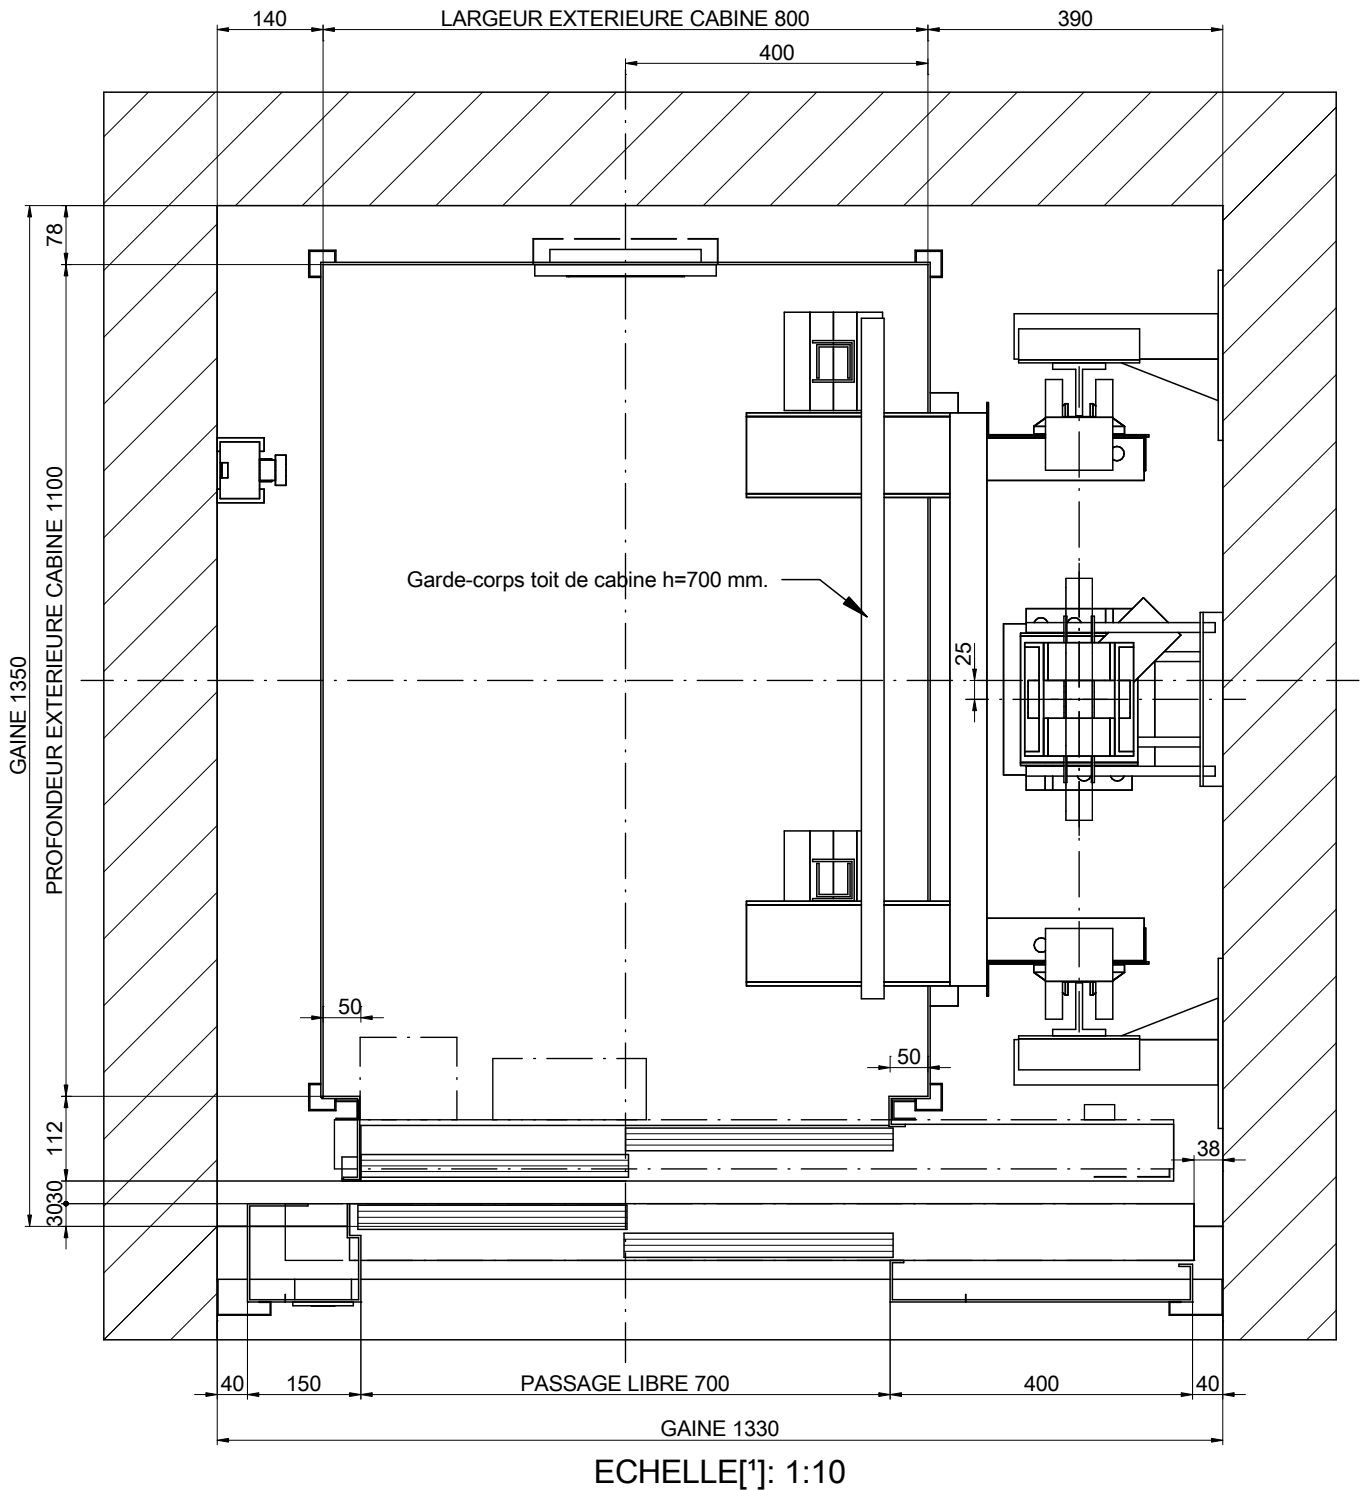 140
LARGEUR EXTERIEURE CABINE 800
390
400
78
GAINE 1350
PROFONDEUR EXTERIEURE CABINE 1100
Garde-corps toit de cabine h=700 mm.
25
50
50
112
38
30
30
40
150
PASSAGE LIBRE 700
400
40
GAINE 1330
ECHELLE[¹]: 1:10